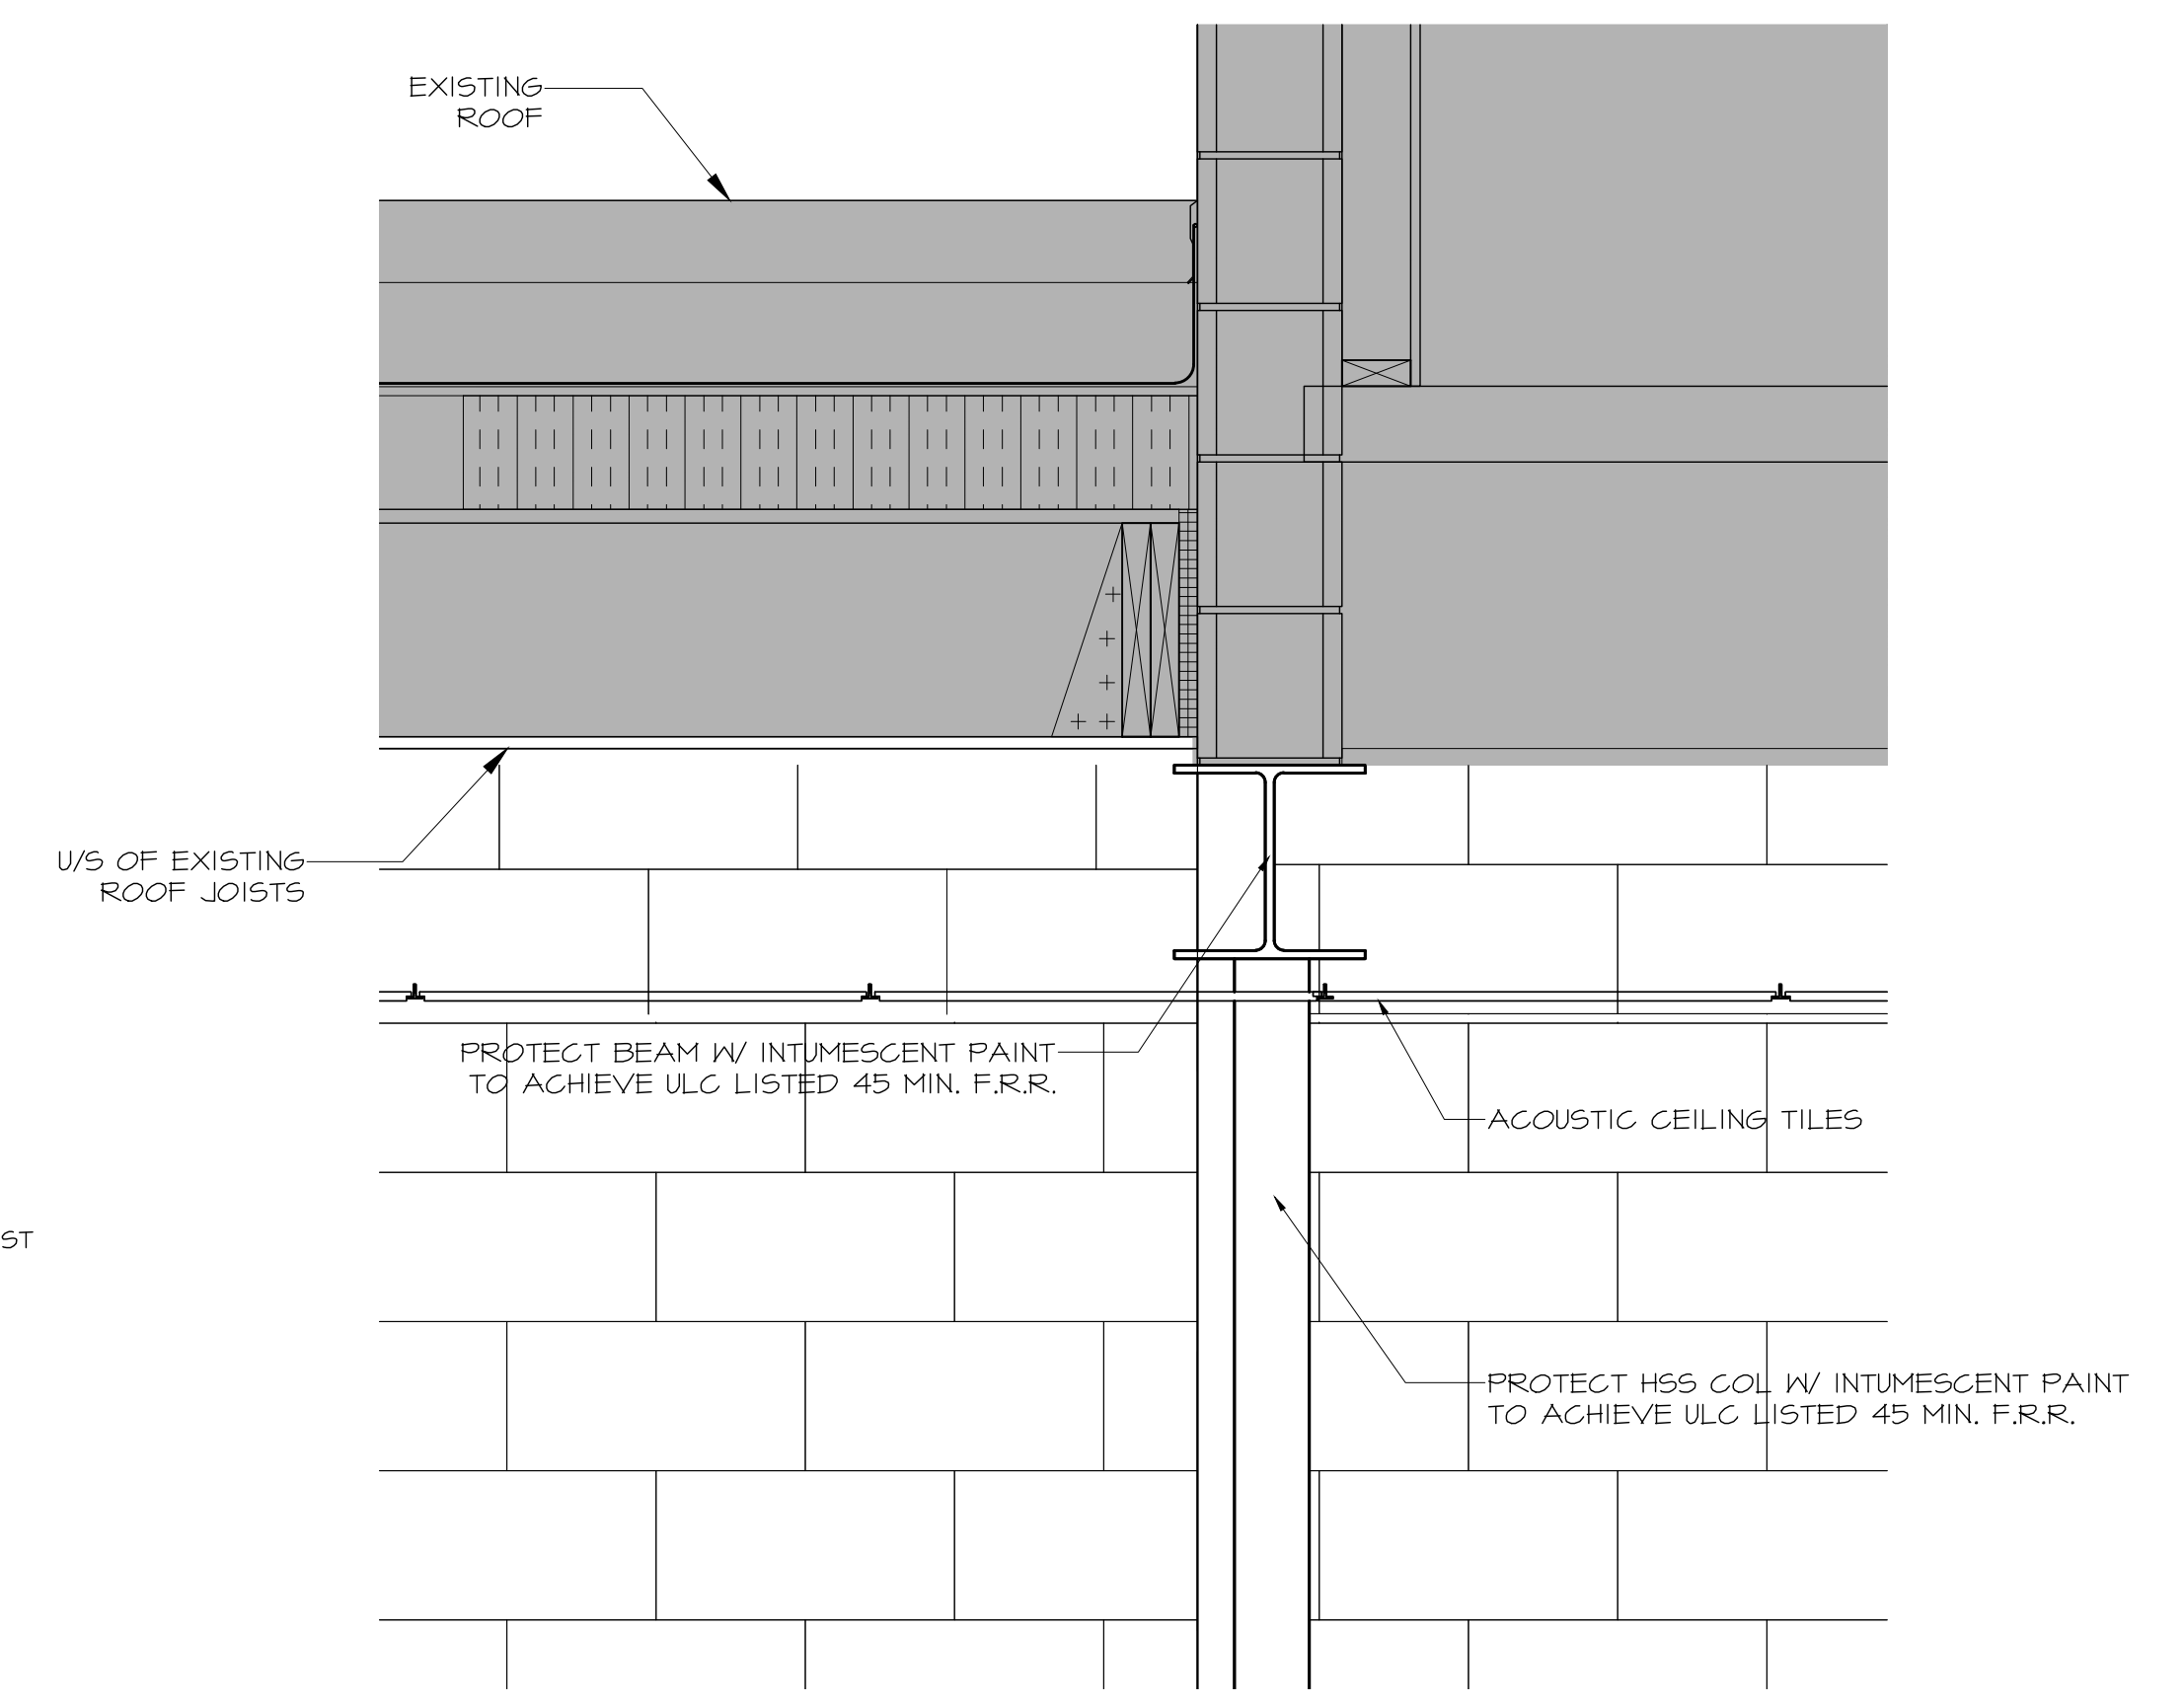 EXISTING
ROOF
U/S OF EXISTING
ROOF JOISTS
PROTECT BEAM W/ INTUMESCENT PAINT
TO ACHIEVE ULC LISTED 45 MIN. F.R.R.
ACOUSTIC CEILING TILES
ST
PROTECT HSS COL W/ INTUMESCENT PAINT
TO ACHIEVE ULC LISTED 45 MIN. F.R.R.